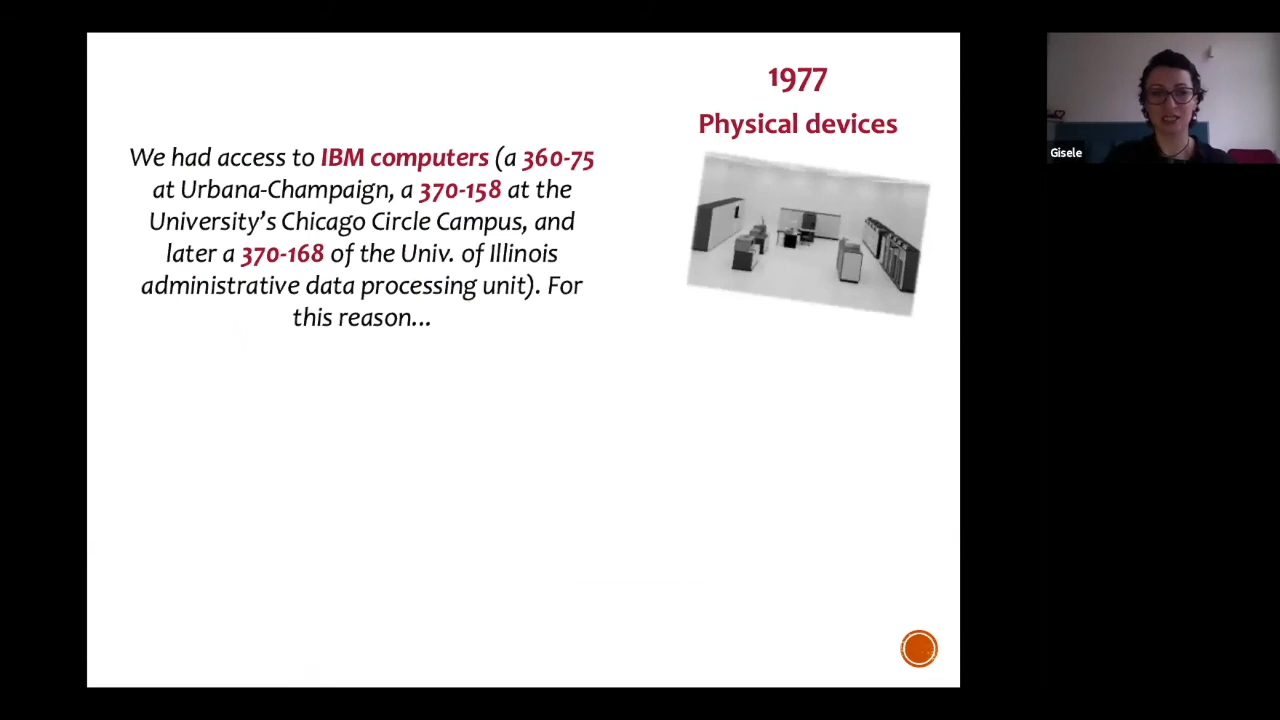 1977
Physical devices
We had access to IBM computers (a 360-75
at Urbana-Champaign, a 370-158 at the
University’s Chicago Circle Campus, and
later a 370-168 of the Univ. of Illinois
administrative data processing unit). For
this reason...
Gisele